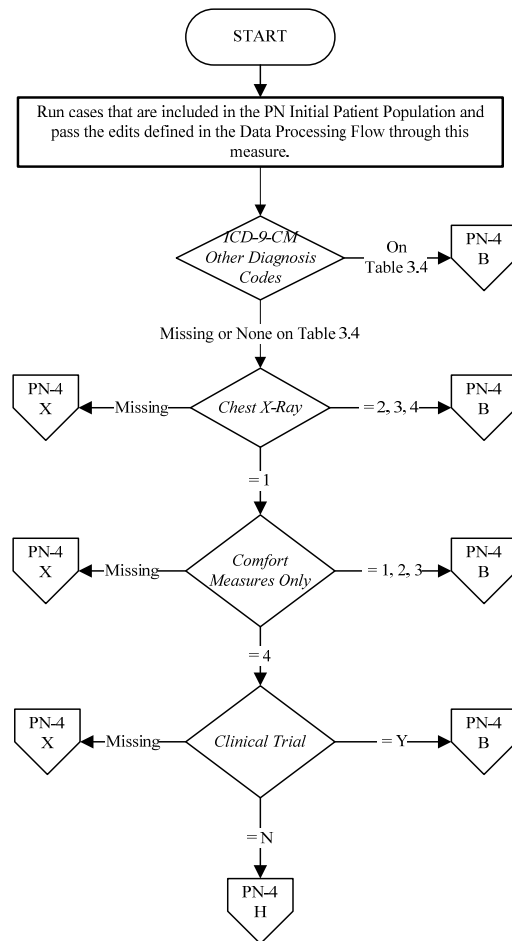 START
Run cases that are included in the PN Initial Patient Population and
pass the edits defined in the Data Processing Flow through this
measure.
ICD-9-CM
Other Diagnosis
Codes
On
Table 3.4
PN-4
B
Missing or None on Table 3.4
PN-4
X
Missing
Chest X-Ray
= 2, 3, 4
PN-4
B
= 1
PN-4
X
Missing
Comfort
Measures Only
= 1, 2, 3
PN-4
B
= 4
PN-4
X
Missing
Clinical Trial
= Y
PN-4
B
= N
PN-4
H